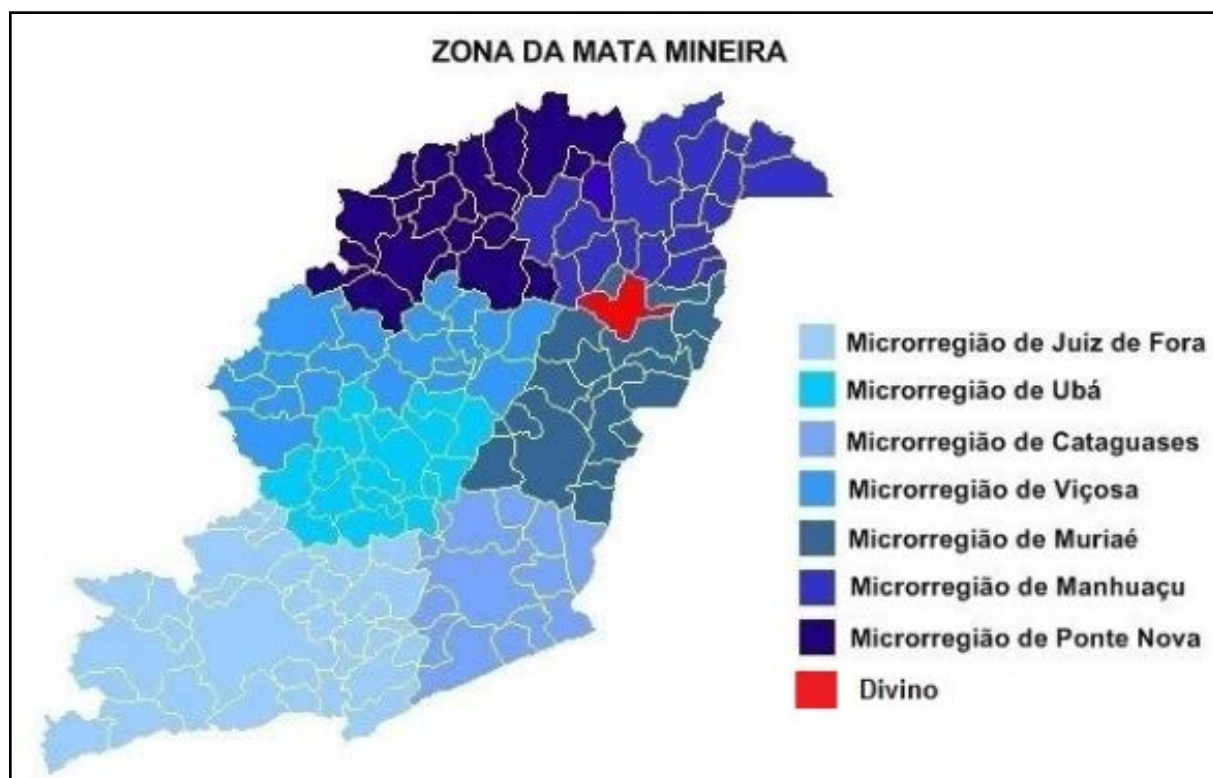 ZONA DA MATA MINEIRA
Microrregião de Juiz de Fora
Microrregião de Ubá
Microrregião de Cataguases
Microrregião de Viçosa
Microrregião de Muriaé
Microrregião de Manhuaçu
Microrregião de Ponte Nova
Divino